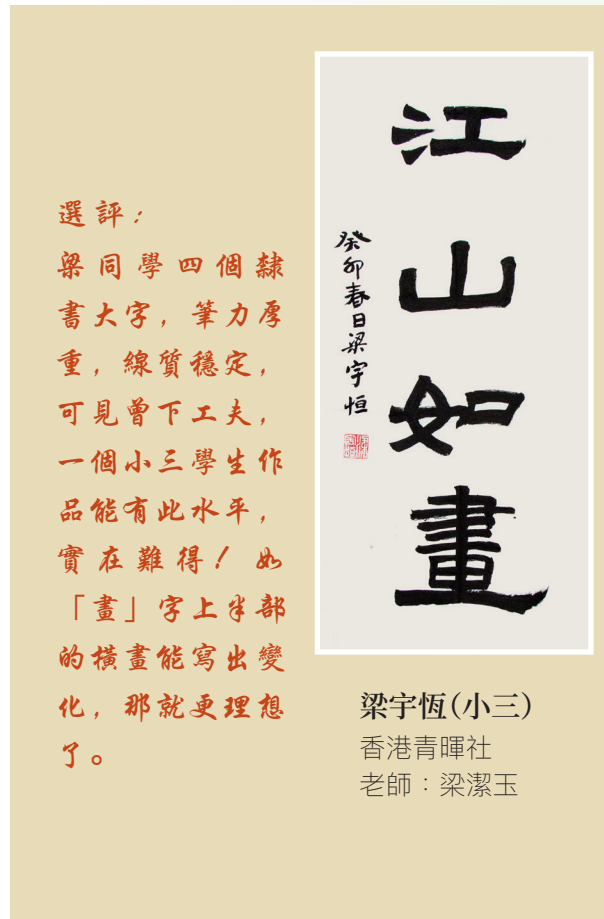 選評：
梁同學四個隸
書大字，筆力厚
重，線質穩定，
可見曾下工夫，
一個小三學生作
品能有此水平，
實在難得！如
「畫」字上半部
的橫畫能寫出變
化，那就更理想
了。
江山如畫
癸卯春日梁宇恒
梁宇恆(小三)
香港青暉社
老師：梁潔玉